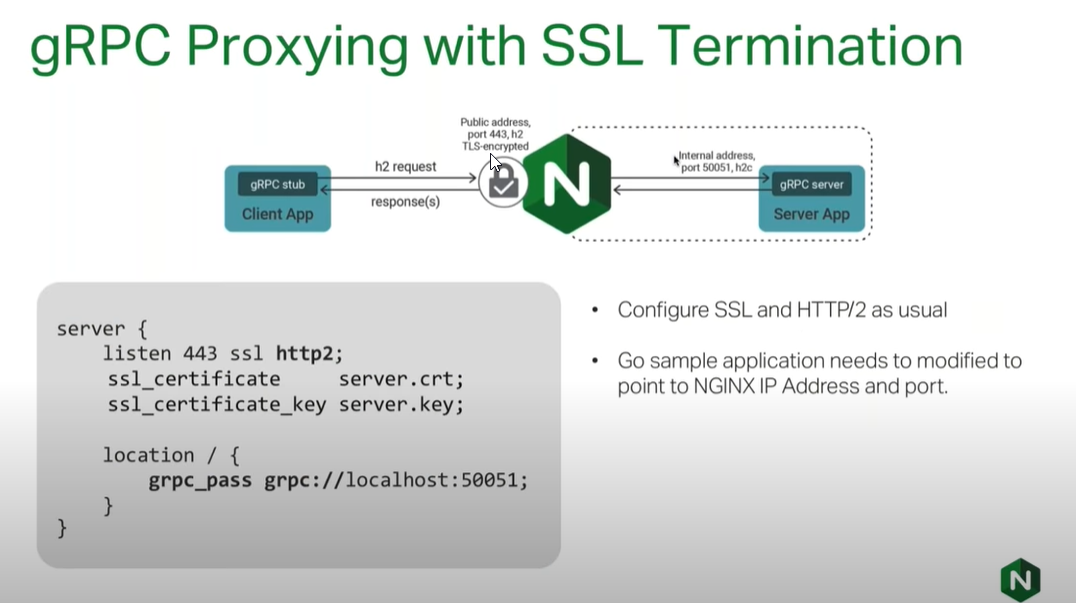 gRPC Proxying with SSL Termination
Public address,
port 443, h2
TLS-encrypted
h2 request
response(s)
gRPC stub
Client App
N
Internal address,
port 50051, h2c
gRPC server
Server App
server {
listen 443 ssl http2;
ssl_certificate server.crt;
ssl_certificate_key server.key;
location / {
grpc_pass grpc://localhost:50051;
}
}
• Configure SSL and HTTP/2 as usual
• Go sample application needs to modified to
point to NGINX IP Address and port.
N